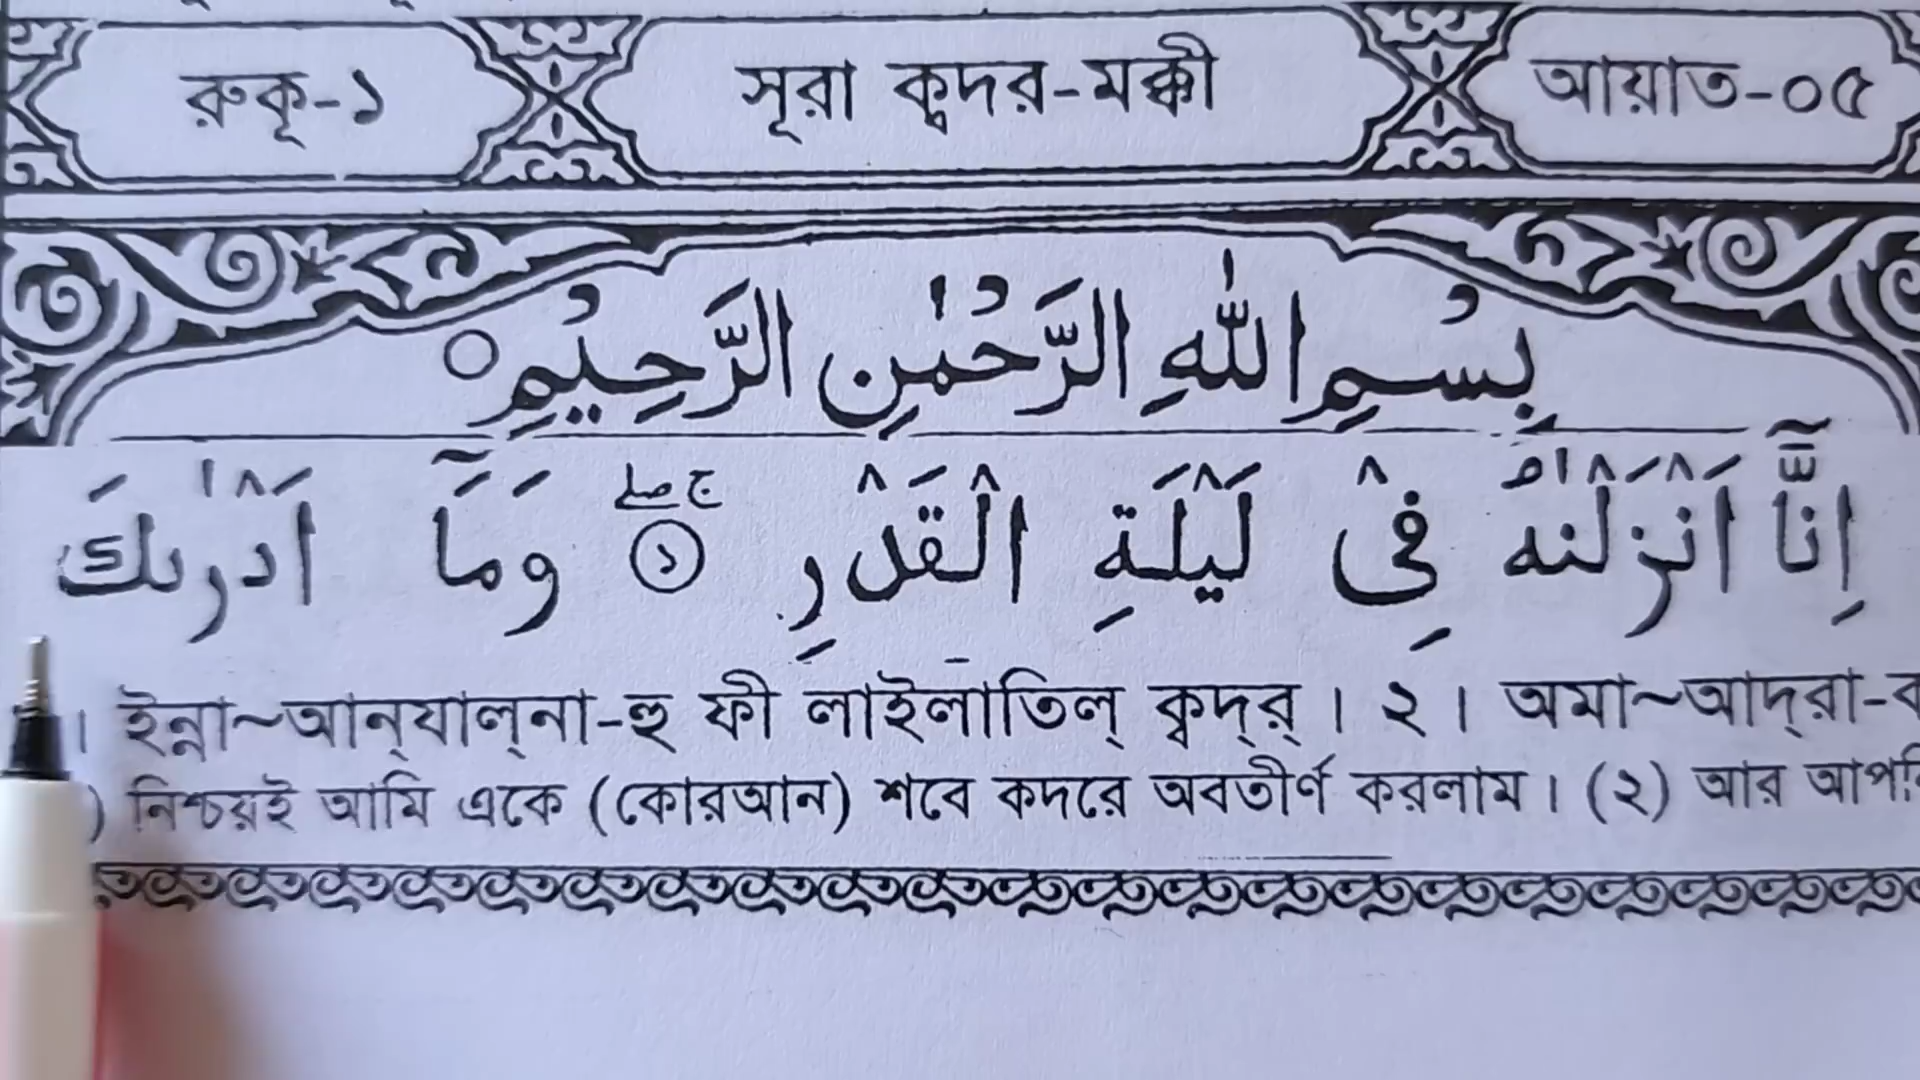 রুকূ-১ সূরা ক্বদর-মক্কী আয়াত-০৫
بِسْمِ اللّٰهِ الرَّحْمٰنِ الرَّحِيْمِ ○
اِنَّاۤ اَنْزَلْنٰهُ فِىْ لَيْلَةِ الْقَدْرِ ۚۖ ١ وَمَاۤ اَدْرٰىكَ
। ইন্না~আন্‌যাল্‌না-হু ফী লাইলাতিল্ ক্বদ্‌র্ । ২ । অমা~আদ্‌রা-ক
) নিশ্চয়ই আমি একে (কোরআন) শবে কদরে অবতীর্ণ করলাম । (২) আর আপনি